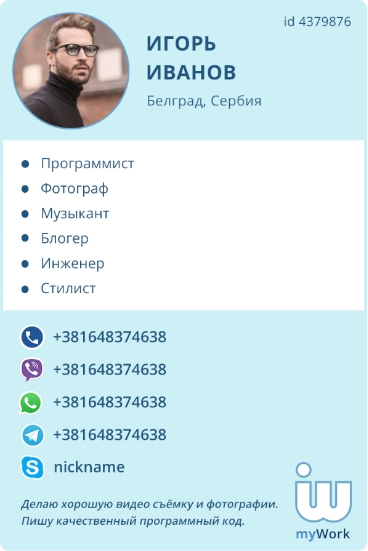 id 4379876
ИГОРЬ
ИВАНОВ
Белград, Сербия
Программист
Фотограф
Музыкант
Блогер
Инженер
Стилист
+381648374638
+381648374638
+381648374638
+381648374638
nickname
Делаю хорошую видео съёмку и фотографии.
Пишу качественный программный код.
myWork